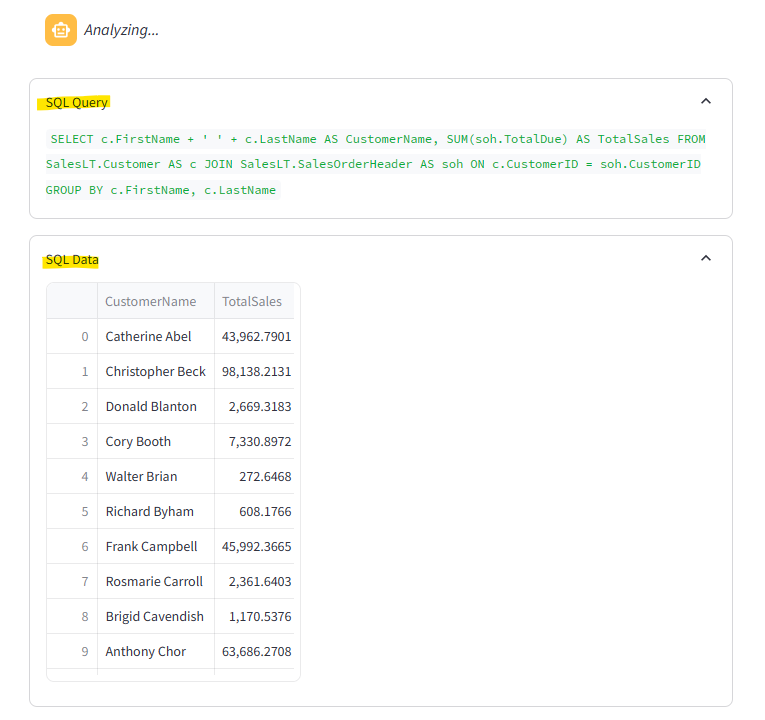 Analyzing...
SQL Query
SELECT c.FirstName + ' ' + c.LastName AS CustomerName, SUM(soh.TotalDue) AS TotalSales FROM
SalesLT.Customer AS c JOIN SalesLT.SalesOrderHeader AS soh ON c.CustomerID = soh.CustomerID
GROUP BY c.FirstName, c.LastName
SQL Data
CustomerName TotalSales
0 Catherine Abel 43,962.7901
1 Christopher Beck 98,138.2131
2 Donald Blanton 2,669.3183
3 Cory Booth 7,330.8972
4 Walter Brian 272.6468
5 Richard Byham 608.1766
6 Frank Campbell 45,992.3665
7 Rosmarie Carroll 2,361.6403
8 Brigid Cavendish 1,170.5376
9 Anthony Chor 63,686.2708